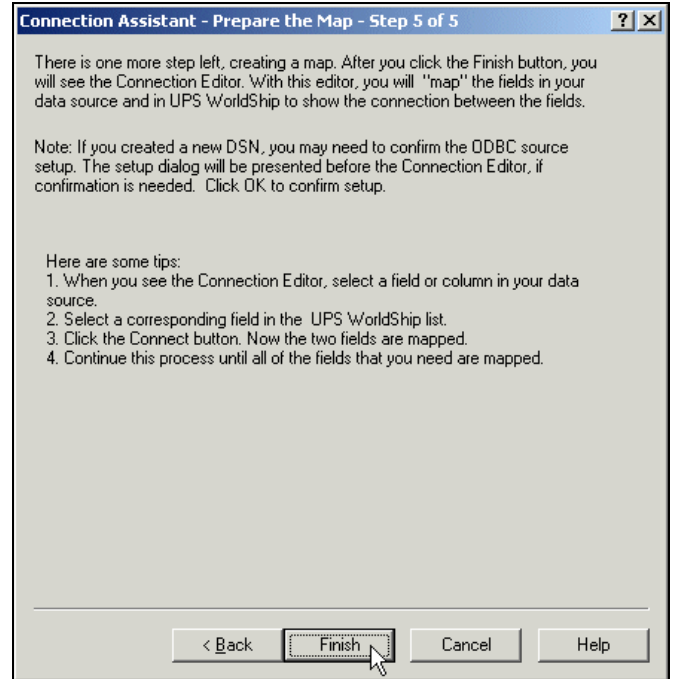 Connection Assistant - Prepare the Map - Step 5 of 5
There is one more step left, creating a map. After you click the Finish button, you
will see the Connection Editor. With this editor, you will "map" the fields in your
data source and in UPS WorldShip to show the connection between the fields.
Note: If you created a new DSN, you may need to confirm the ODBC source
setup. The setup dialog will be presented before the Connection Editor, if
confirmation is needed. Click OK to confirm setup.
Here are some tips:
1. When you see the Connection Editor, select a field or column in your data
source.
2. Select a corresponding field in the UPS WorldShip list.
3. Click the Connect button. Now the two fields are mapped.
4. Continue this process until all of the fields that you need are mapped.
< Back Finish Cancel Help